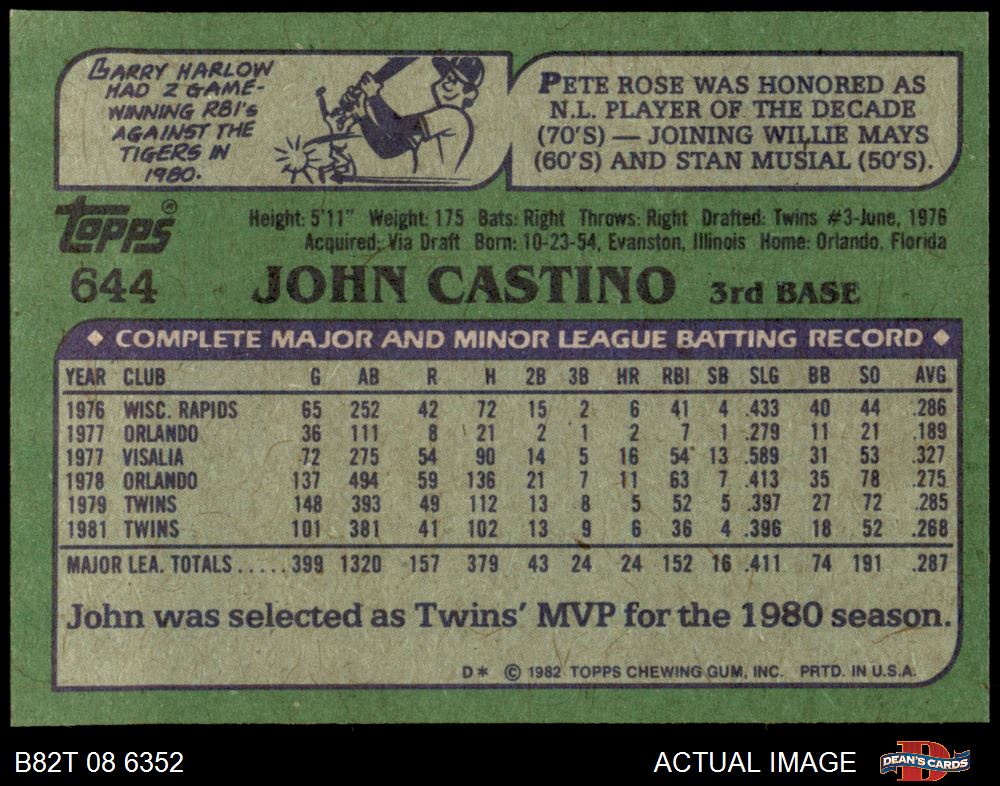 LARRY HARLOW
HAD 2 GAME-
WINNING RBI's
AGAINST THE
TIGERS IN
1980.
PETE ROSE WAS HONORED AS
N.L. PLAYER OF THE DECADE
(70'S) — JOINING WILLIE MAYS
(60'S) AND STAN MUSIAL (50'S).
topps®
Height: 5'11" Weight: 175 Bats: Right Throws: Right Drafted: Twins #3-June, 1976
Acquired: Via Draft Born: 10-23-54, Evanston, Illinois Home: Orlando, Florida
644 JOHN CASTINO 3rd BASE
◆ COMPLETE MAJOR AND MINOR LEAGUE BATTING RECORD ◆
YEAR CLUB G AB R H 2B 3B HR RBI SB SLG BB SO AVG
1976 WISC. RAPIDS 65 252 42 72 15 2 6 41 4 .433 40 44 .286
1977 ORLANDO 36 111 8 21 2 1 2 7 1 .279 11 21 .189
1977 VISALIA 72 275 54 90 14 5 16 54 13 .589 31 53 .327
1978 ORLANDO 137 494 59 136 21 7 11 63 7 .413 35 78 .275
1979 TWINS 148 393 49 112 13 8 5 52 5 .397 27 72 .285
1981 TWINS 101 381 41 102 13 9 6 36 4 .396 18 52 .268
MAJOR LEA. TOTALS.....399 1320 157 379 43 24 24 152 16 .411 74 191 .287
John was selected as Twins' MVP for the 1980 season.
D* © 1982 TOPPS CHEWING GUM, INC. PRTD. IN U.S.A.
B82T 08 6352 ACTUAL IMAGE
D
DEAN'S CARDS